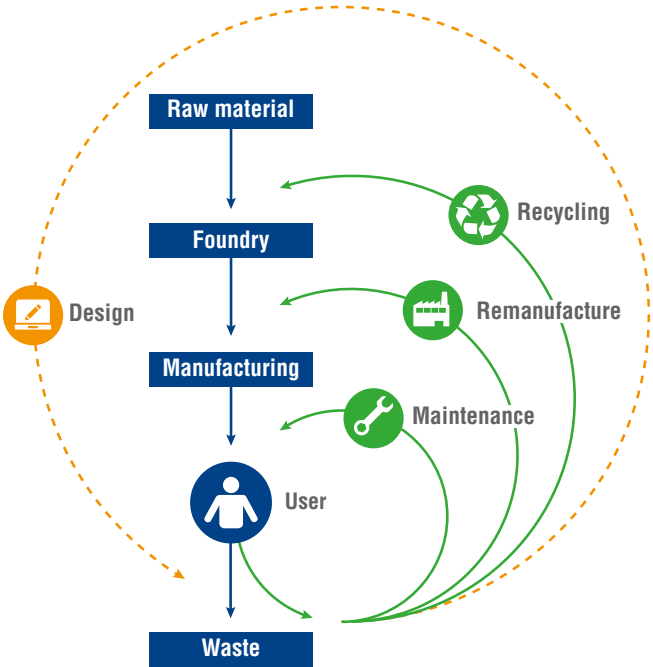 Raw material
Recycling
Foundry
Design
Remanufacture
Manufacturing
Maintenance
User
Waste